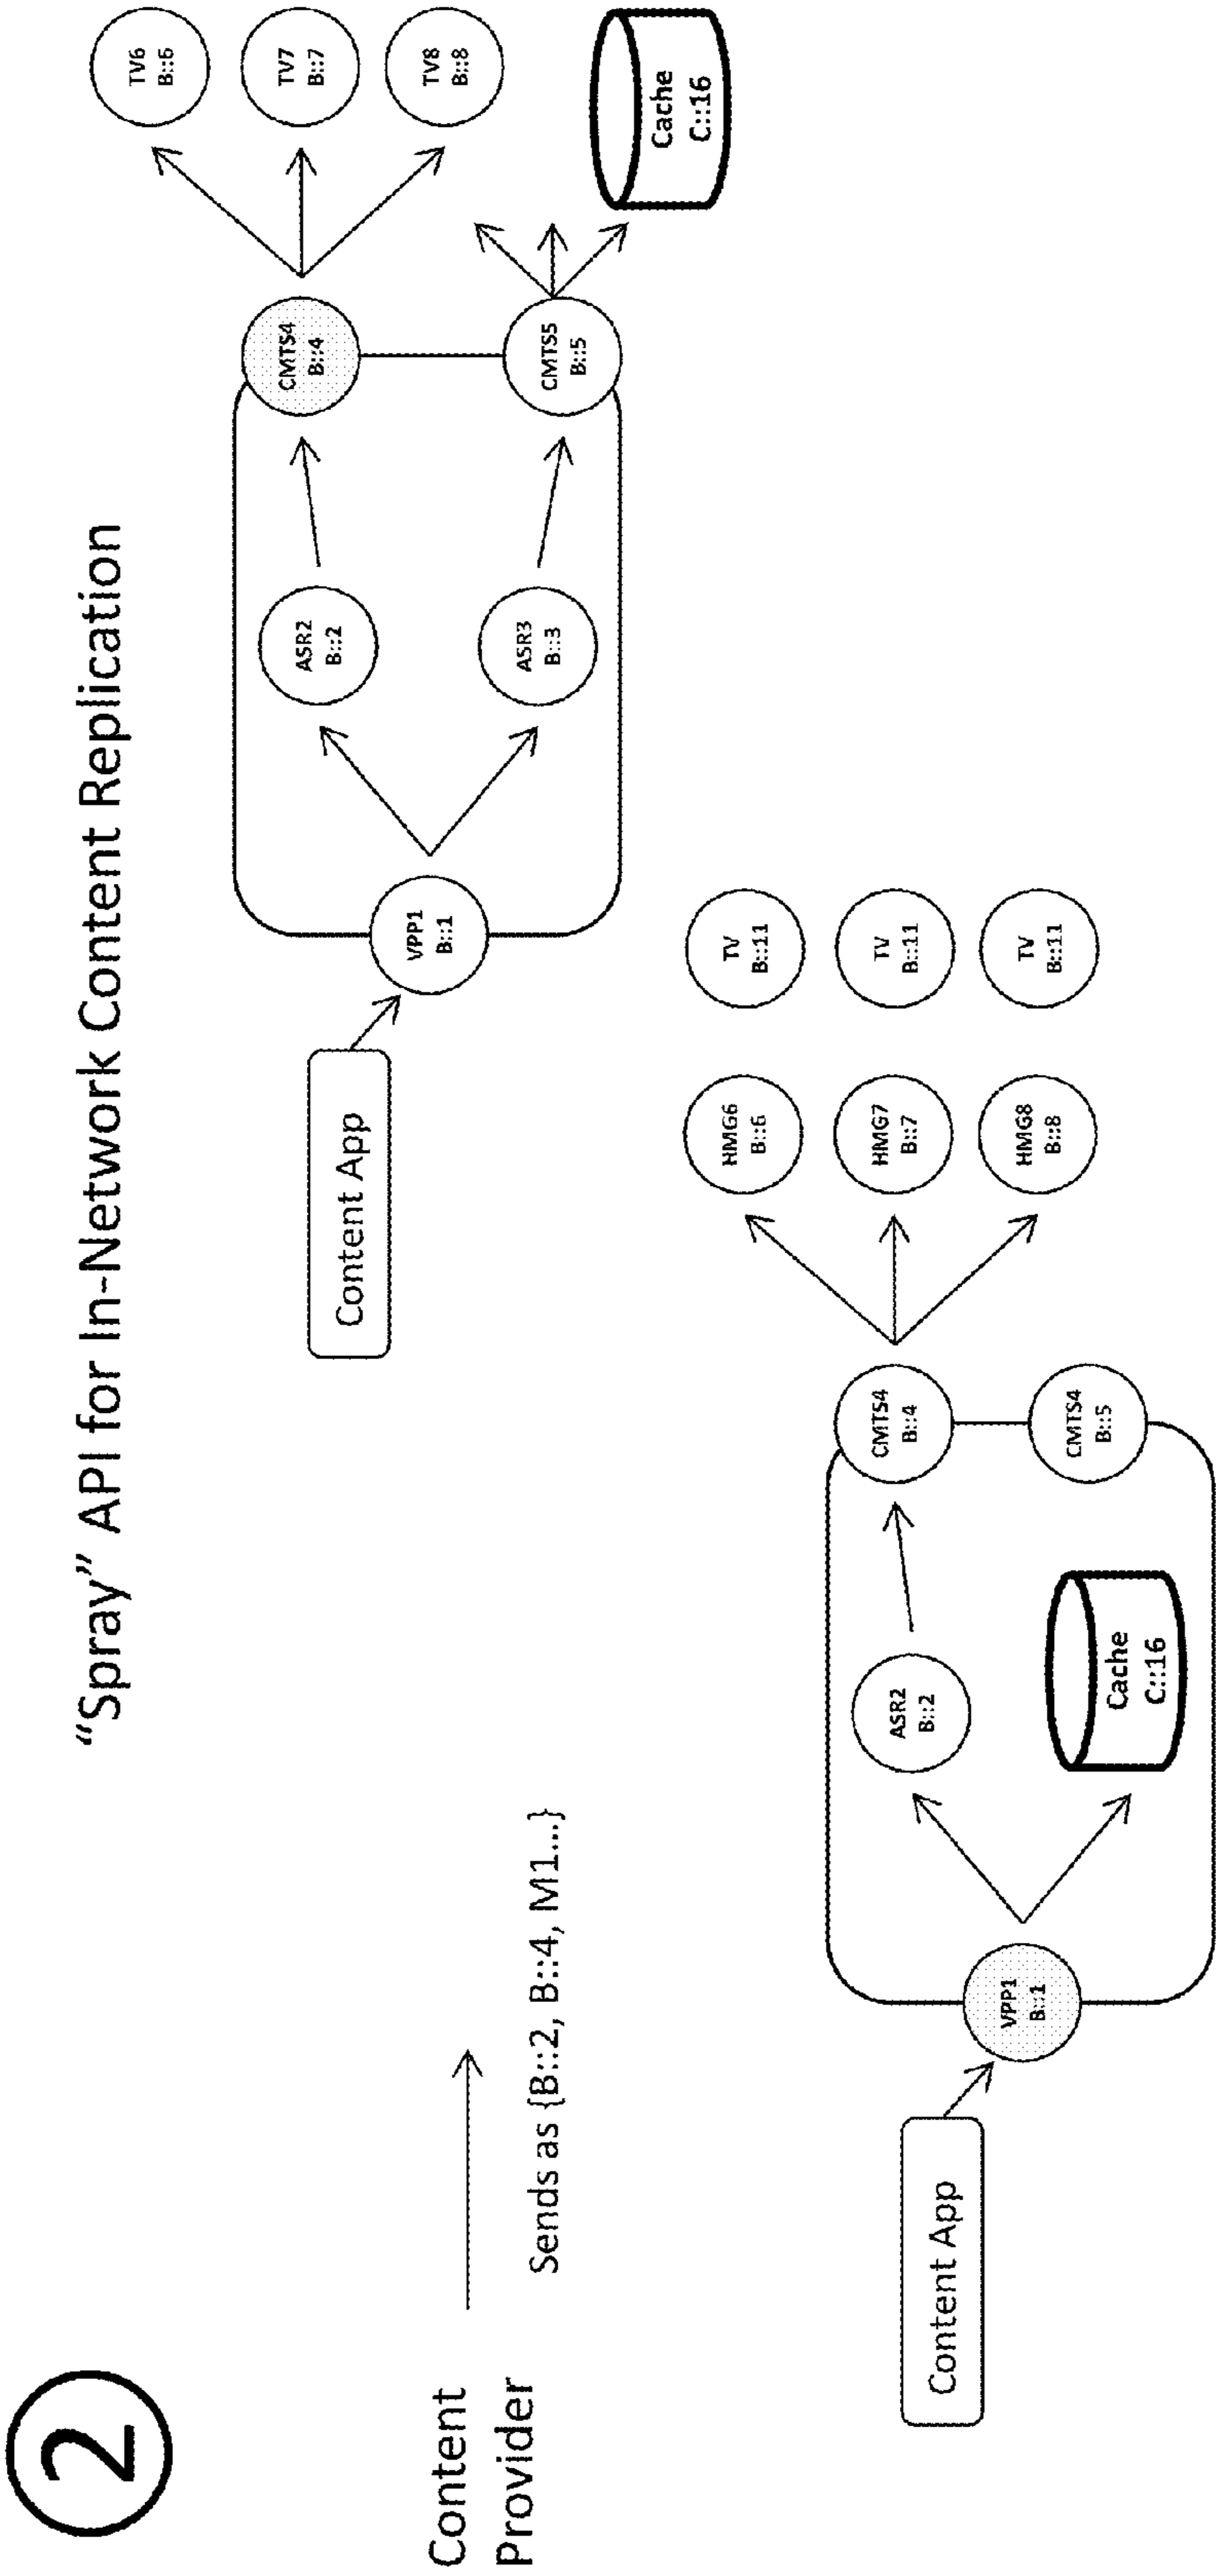 2
“Spray” API for In-Network Content Replication
Content
Provider
Sends as {B::2, B::4, M1...}
Content App
VPP1
B::1
ASR2
B::2
ASR3
B::3
CMTS4
B::4
CMTS5
B::5
TV6
B::6
TV7
B::7
TV8
B::8
Cache
C::16
Content App
VPP1
B::1
ASR2
B::2
Cache
C::16
CMTS4
B::4
CMTS4
B::5
HMG6
B::6
HMG7
B::7
HMG8
B::8
TV
B::11
TV
B::11
TV
B::11